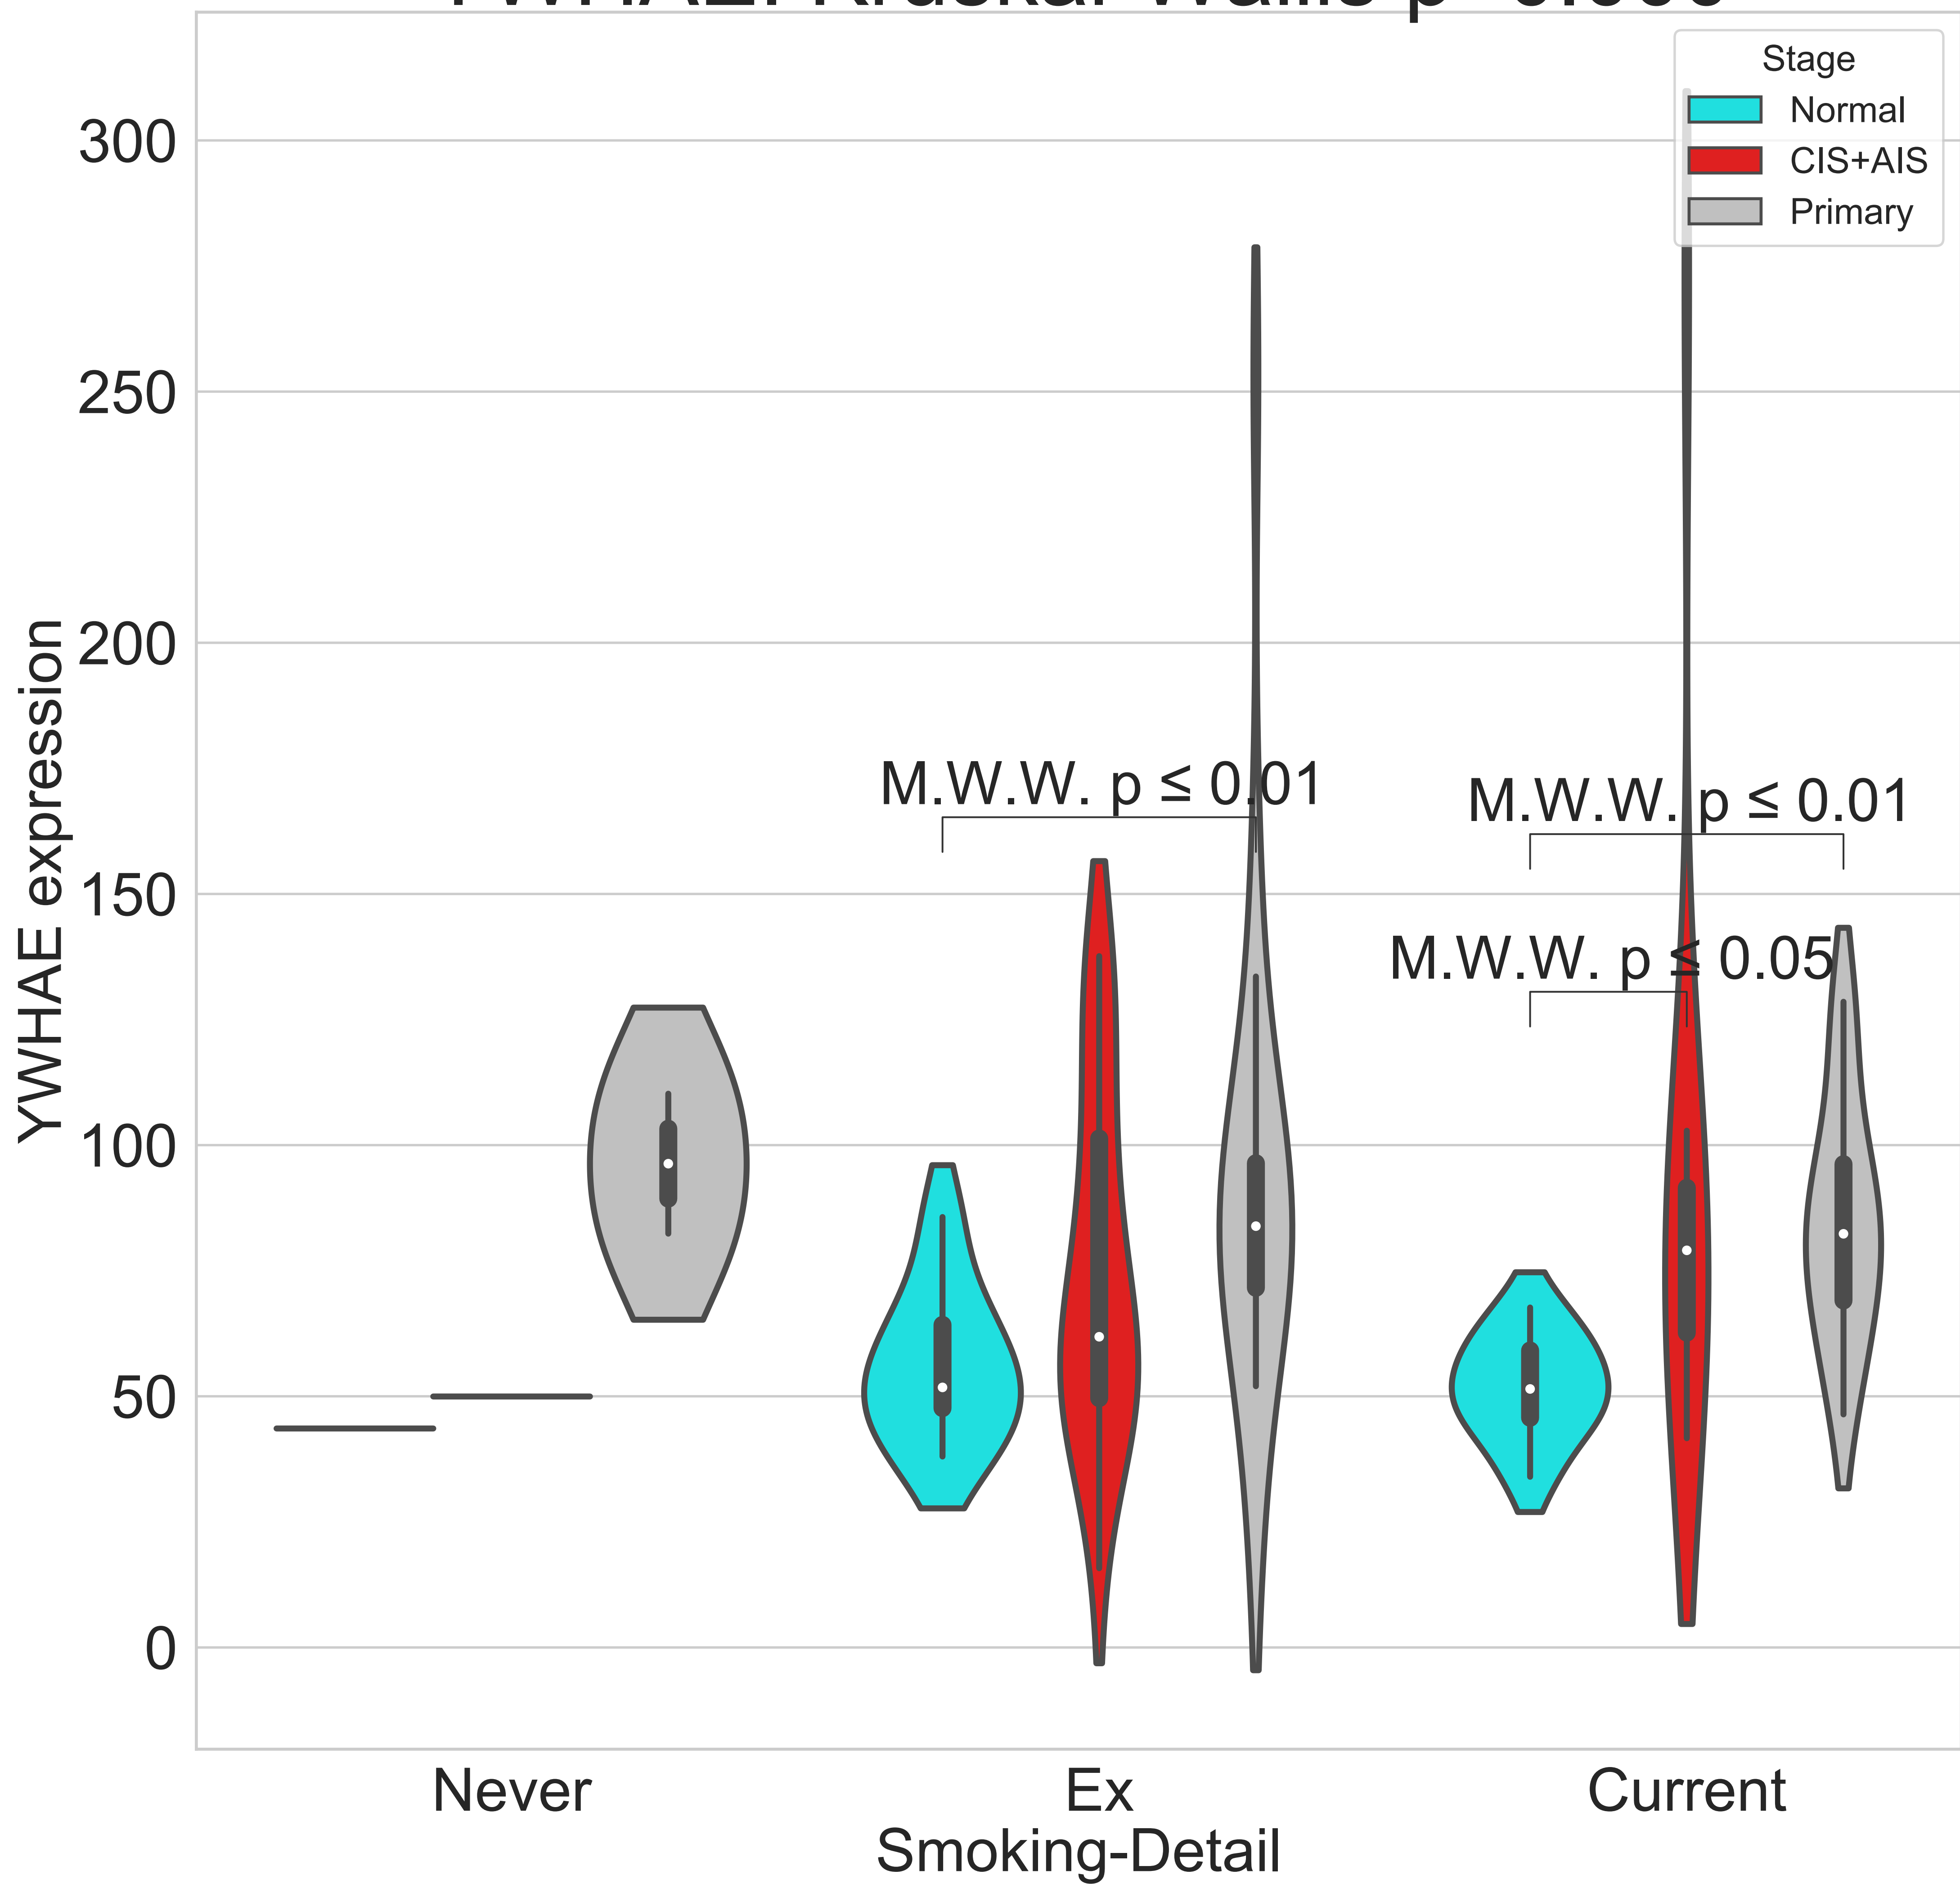 Stage
Normal
CIS+AIS
Primary
300
250
200
150
100
50
0
YWHAE expression
M.W.W. p ≤ 0.01
M.W.W. p ≤ 0.01
M.W.W. p ≤ 0.05
Never
Ex
Current
Smoking-Detail